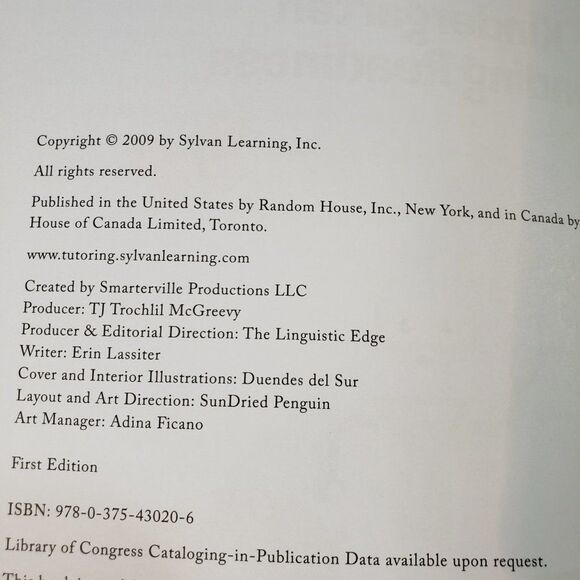 Copyright © 2009 by Sylvan Learning, Inc.
All rights reserved.
Published in the United States by Random House, Inc., New York, and in Canada by
House of Canada Limited, Toronto.
www.tutoring.sylvanlearning.com
Created by Smarterville Productions LLC
Producer: TJ Trochlil McGreevy
Producer & Editorial Direction: The Linguistic Edge
Writer: Erin Lassiter
Cover and Interior Illustrations: Duendes del Sur
Layout and Art Direction: SunDried Penguin
Art Manager: Adina Ficano
First Edition
ISBN: 978-0-375-43020-6
Library of Congress Cataloging-in-Publication Data available upon request.